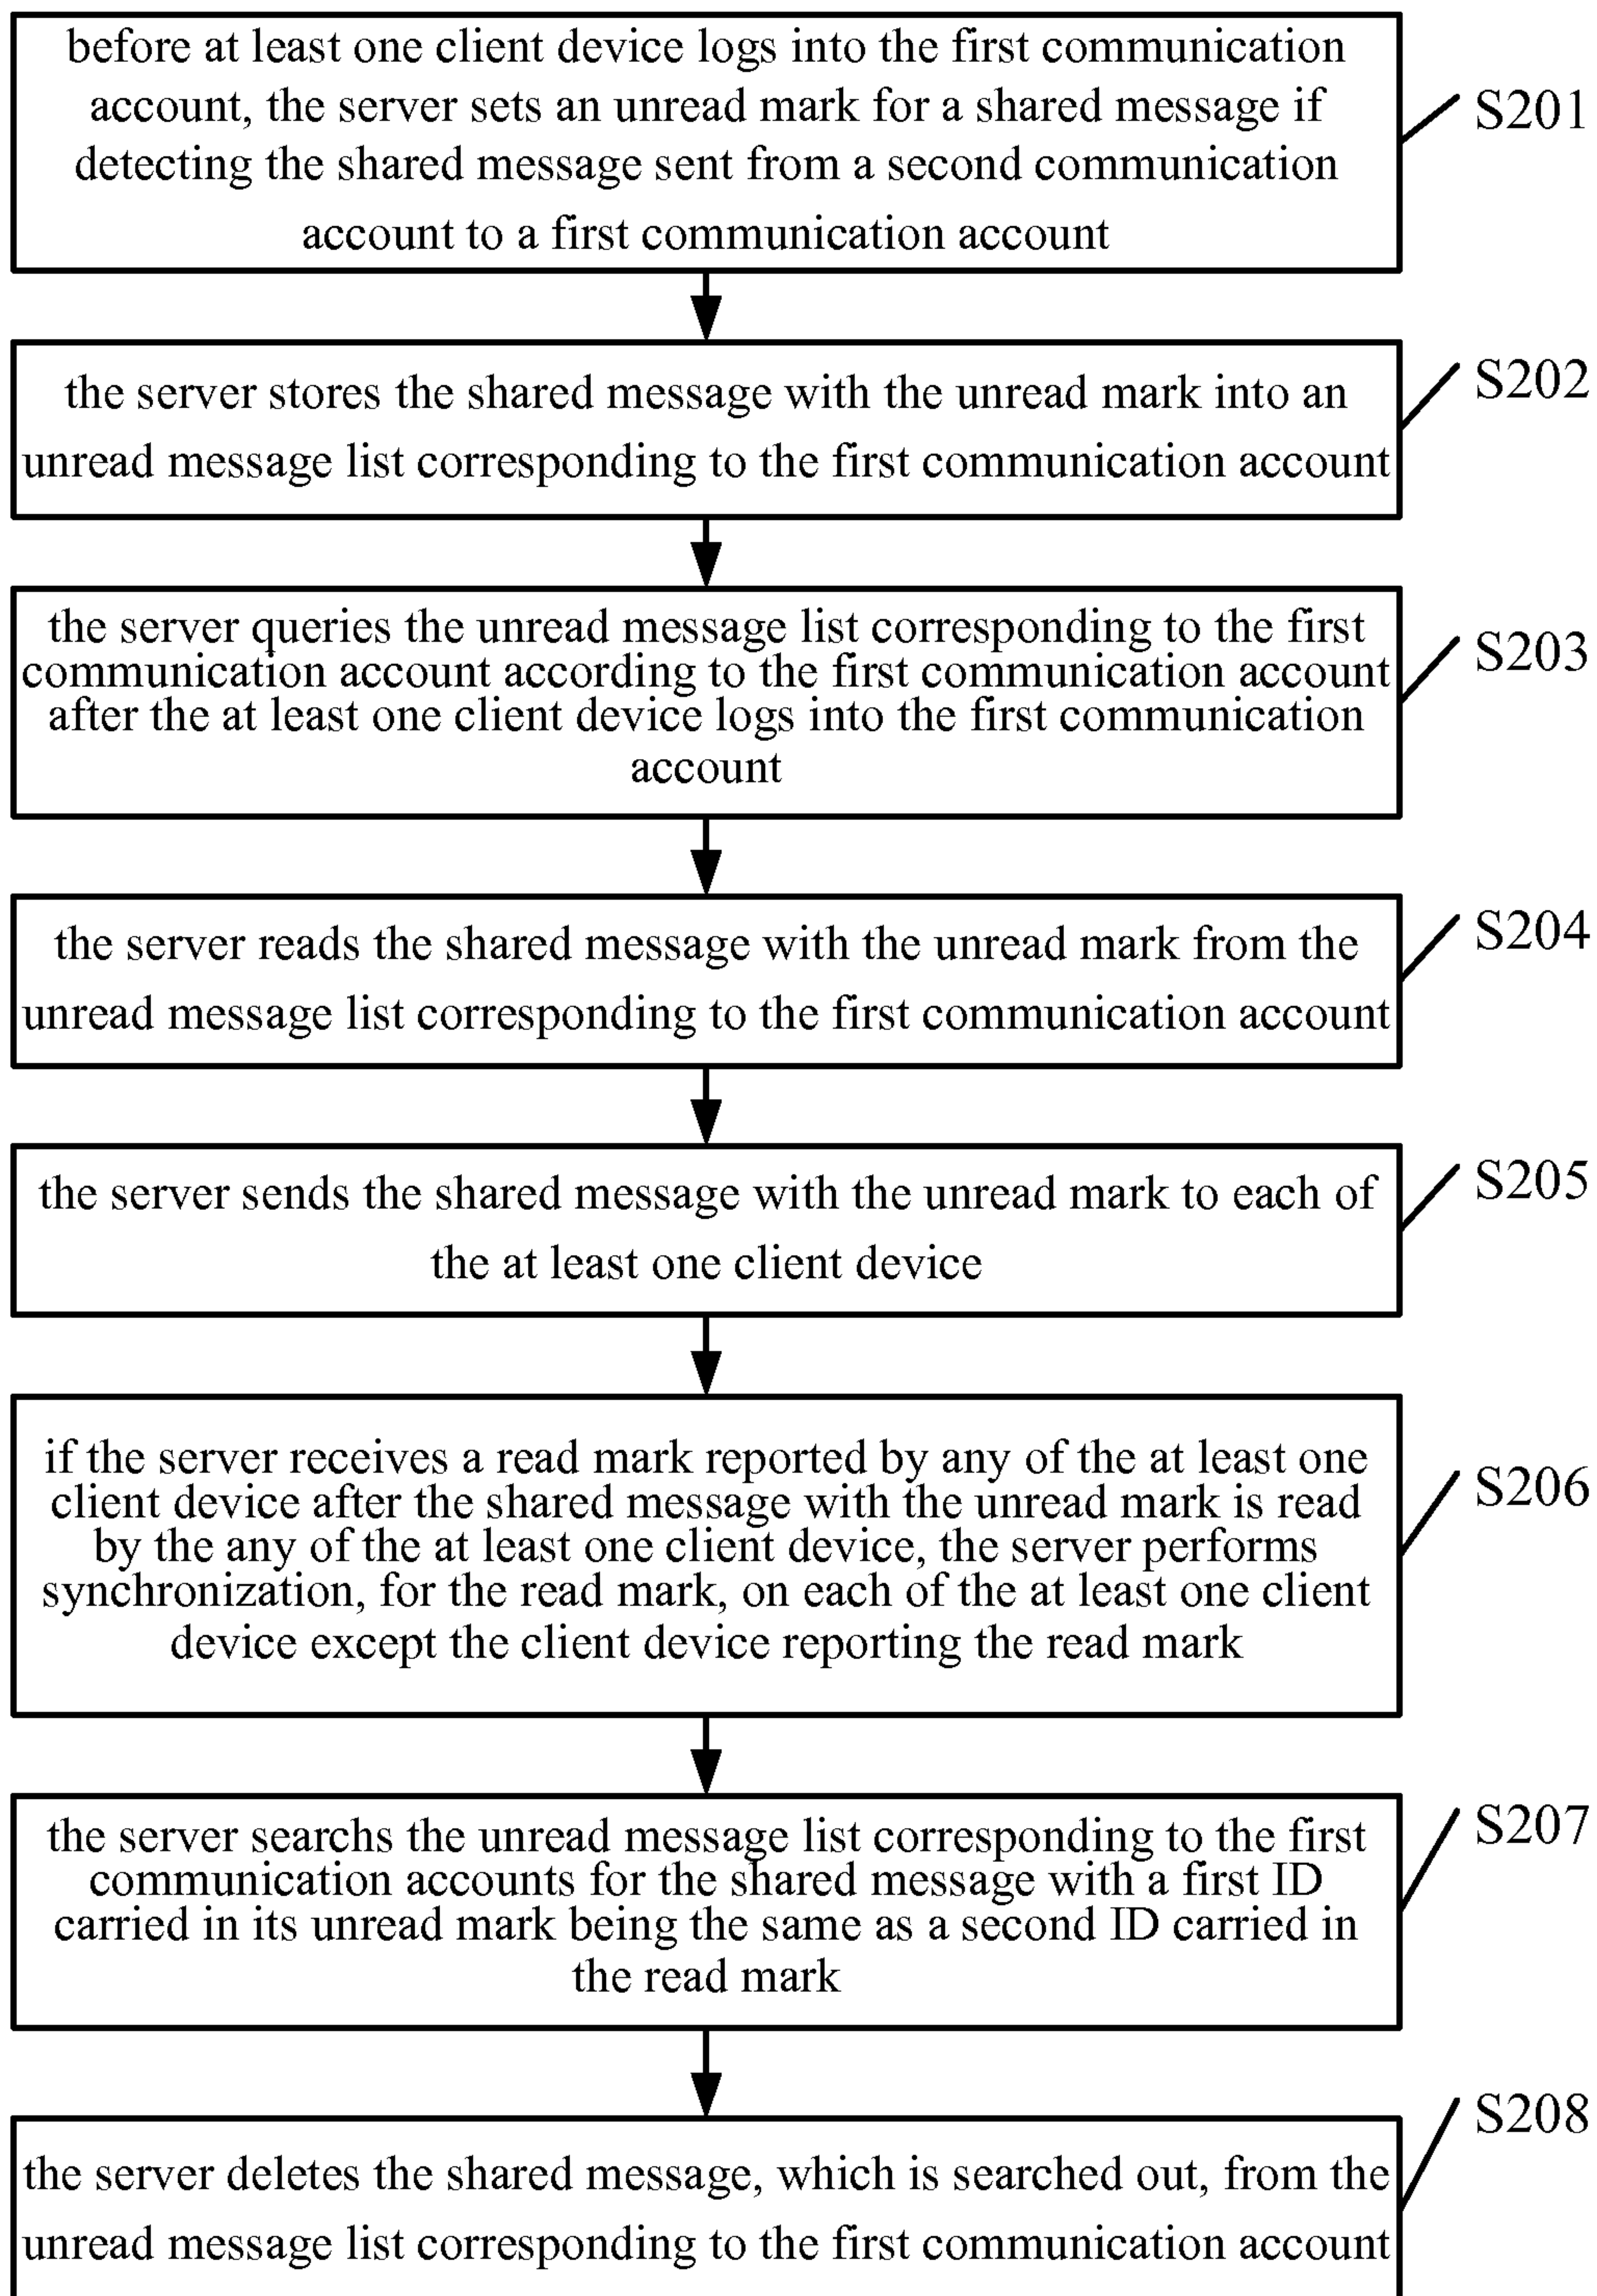 before at least one client device logs into the first communication
account, the server sets an unread mark for a shared message if
detecting the shared message sent from a second communication
account to a first communication account
S201
the server stores the shared message with the unread mark into an
unread message list corresponding to the first communication account
S202
the server queries the unread message list corresponding to the first
communication account according to the first communication account
after the at least one client device logs into the first communication
account
S203
the server reads the shared message with the unread mark from the
unread message list corresponding to the first communication account
S204
the server sends the shared message with the unread mark to each of
the at least one client device
S205
if the server receives a read mark reported by any of the at least one
client device after the shared message with the unread mark is read
by the any of the at least one client device, the server performs
synchronization, for the read mark, on each of the at least one client
device except the client device reporting the read mark
S206
the server searchs the unread message list corresponding to the first
communication accounts for the shared message with a first ID
carried in its unread mark being the same as a second ID carried in
the read mark
S207
the server deletes the shared message, which is searched out, from the
unread message list corresponding to the first communication account
S208